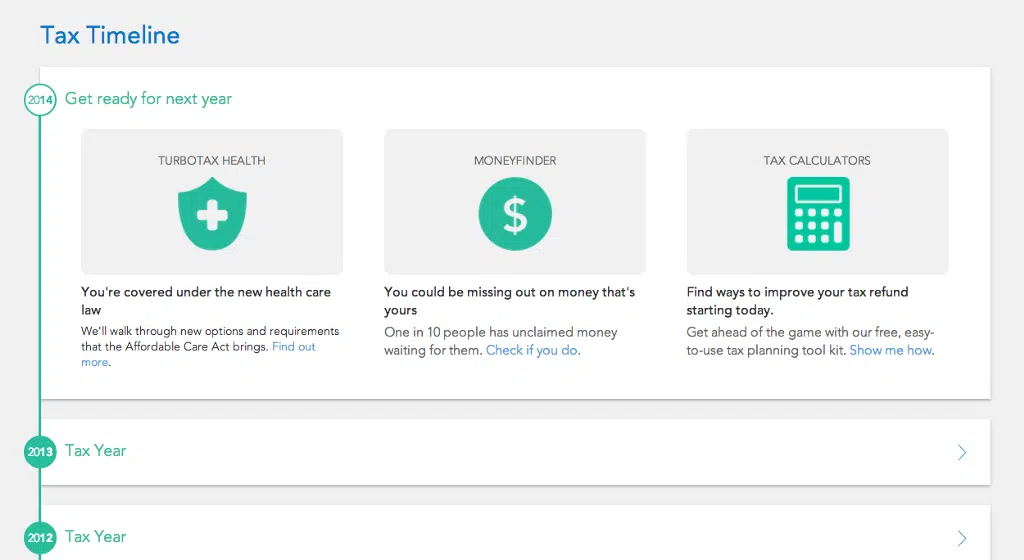 Tax Timeline
2014 Get ready for next year
TURBOTAX HEALTH
You're covered under the new health care
law
We'll walk through new options and requirements
that the Affordable Care Act brings. Find out
more.
MONEYFINDER
$
You could be missing out on money that's
yours
One in 10 people has unclaimed money
waiting for them. Check if you do.
TAX CALCULATORS
Find ways to improve your tax refund
starting today.
Get ahead of the game with our free, easy-
to-use tax planning tool kit. Show me how.
2013 Tax Year
2012 Tax Year